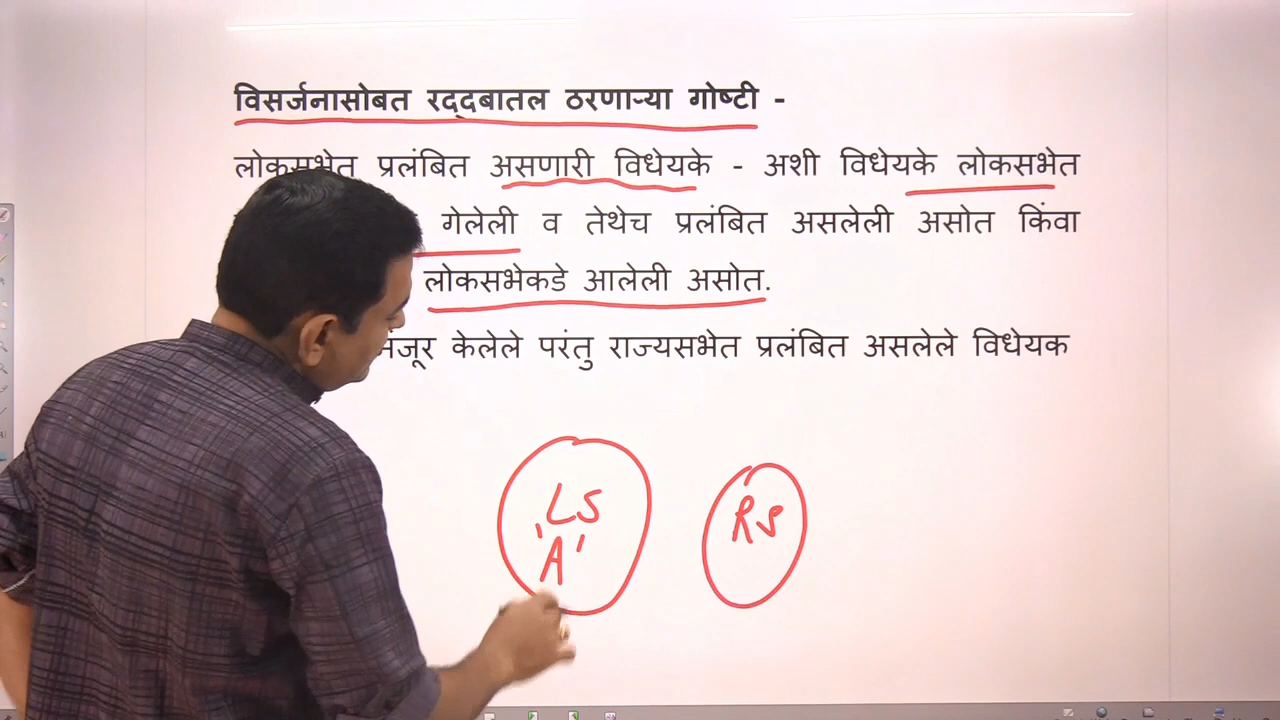 विसर्जनासोबत रद्दबातल ठरणाऱ्या गोष्टी -
लोकसभेत प्रलंबित असणारी विधेयके - अशी विधेयके लोकसभेत
गेलेली व तेथेच प्रलंबित असलेली असोत किंवा
लोकसभेकडे आलेली असोत.
केलेले परंतु राज्यसभेत प्रलंबित असलेले विधेयक
LS RS
'A'